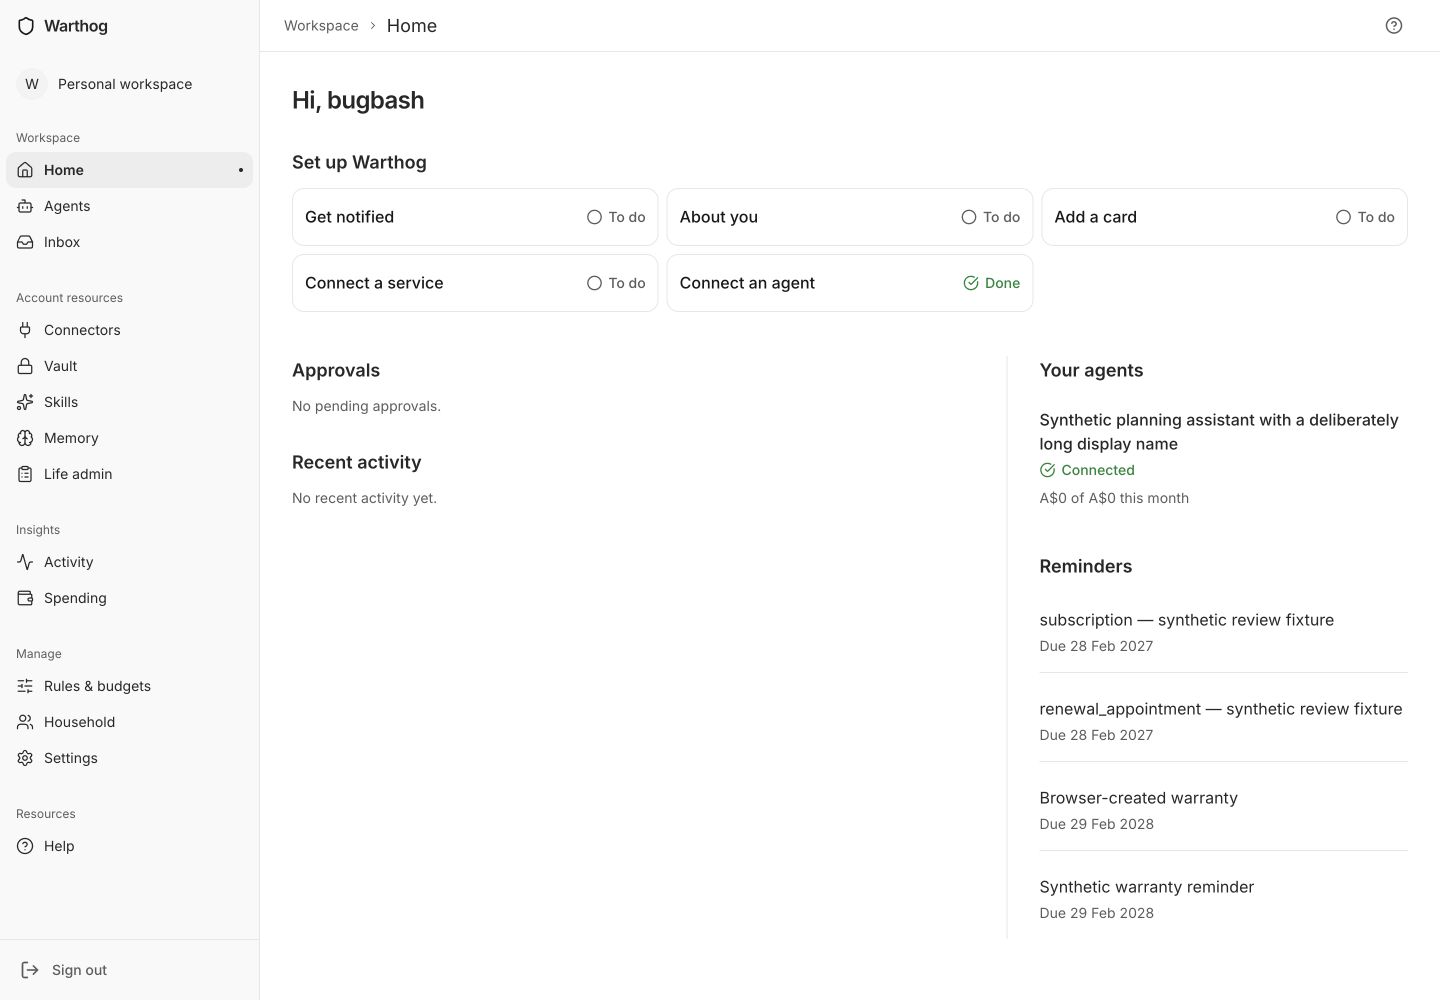 Warthog
W Personal workspace
Workspace
Home
Agents
Inbox
Account resources
Connectors
Vault
Skills
Memory
Life admin
Insights
Activity
Spending
Manage
Rules & budgets
Household
Settings
Resources
Help
Sign out
Workspace > Home
Hi, bugbash
Set up Warthog
Get notified To do
About you To do
Add a card To do
Connect a service To do
Connect an agent Done
Approvals
No pending approvals.
Recent activity
No recent activity yet.
Your agents
Synthetic planning assistant with a deliberately
long display name
Connected
A$0 of A$0 this month
Reminders
subscription — synthetic review fixture
Due 28 Feb 2027
renewal_appointment — synthetic review fixture
Due 28 Feb 2027
Browser-created warranty
Due 29 Feb 2028
Synthetic warranty reminder
Due 29 Feb 2028